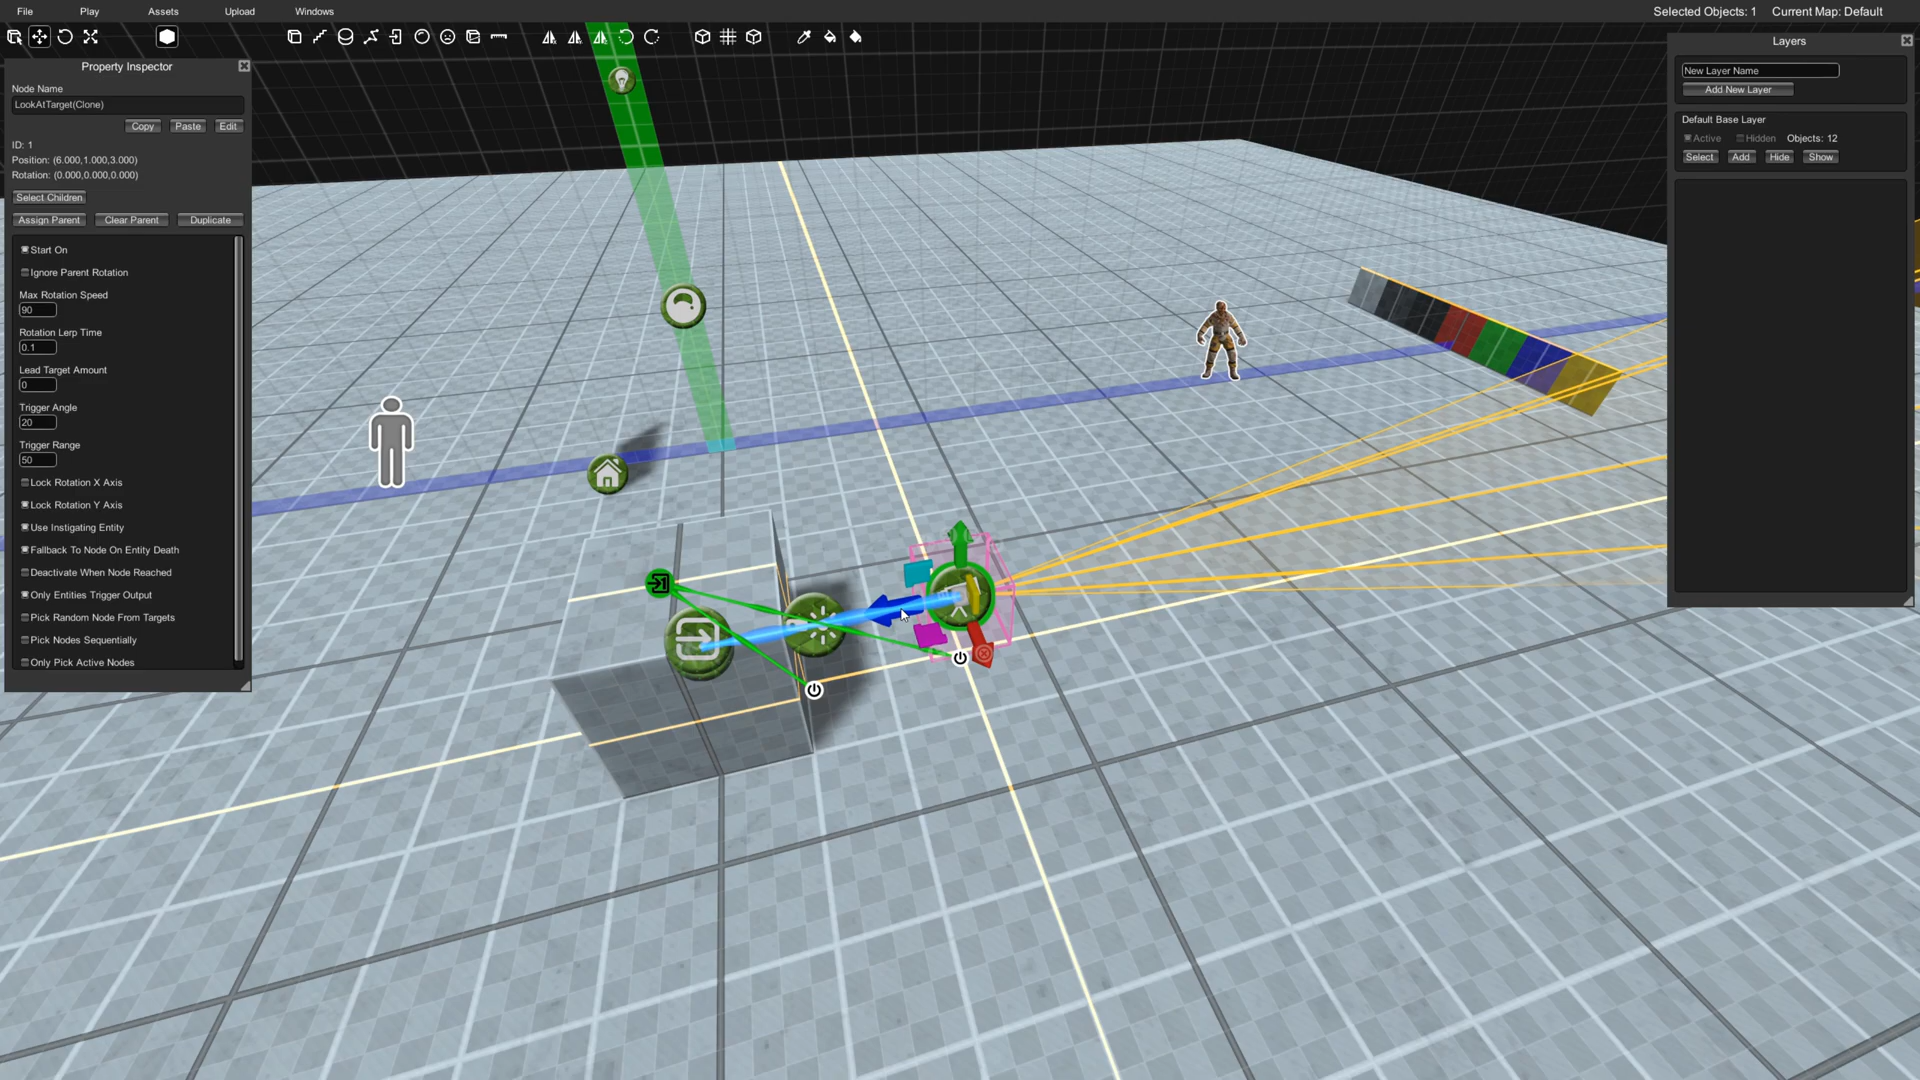 File Play Assets Upload Windows Selected Objects: 1 Current Map: Default
Property Inspector
Node Name
LookAtTarget(Clone)
Copy Paste Edit
ID: 1
Position: (6.000,1.000,3.000)
Rotation: (0.000,0.000,0.000)
Select Children
Assign Parent Clear Parent Duplicate
Start On
Ignore Parent Rotation
Max Rotation Speed
90
Rotation Lerp Time
0.1
Lead Target Amount
0
Trigger Angle
20
Trigger Range
50
Lock Rotation X Axis
Lock Rotation Y Axis
Use Instigating Entity
Fallback To Node On Entity Death
Deactivate When Node Reached
Only Entities Trigger Output
Pick Random Node From Targets
Pick Nodes Sequentially
Only Pick Active Nodes
Layers
New Layer Name
Add New Layer
Default Base Layer
Active Hidden Objects: 12
Select Add Hide Show